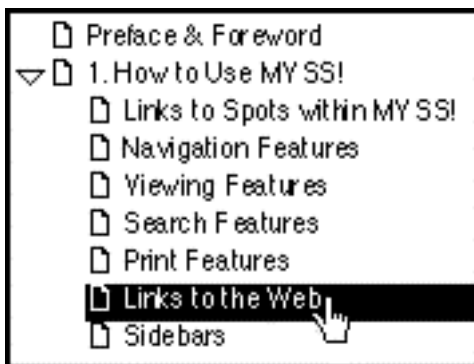 Preface & Foreword
1. How to Use MY SS!
Links to Spots within MY SS!
Navigation Features
Viewing Features
Search Features
Print Features
Links to the Web
Sidebars